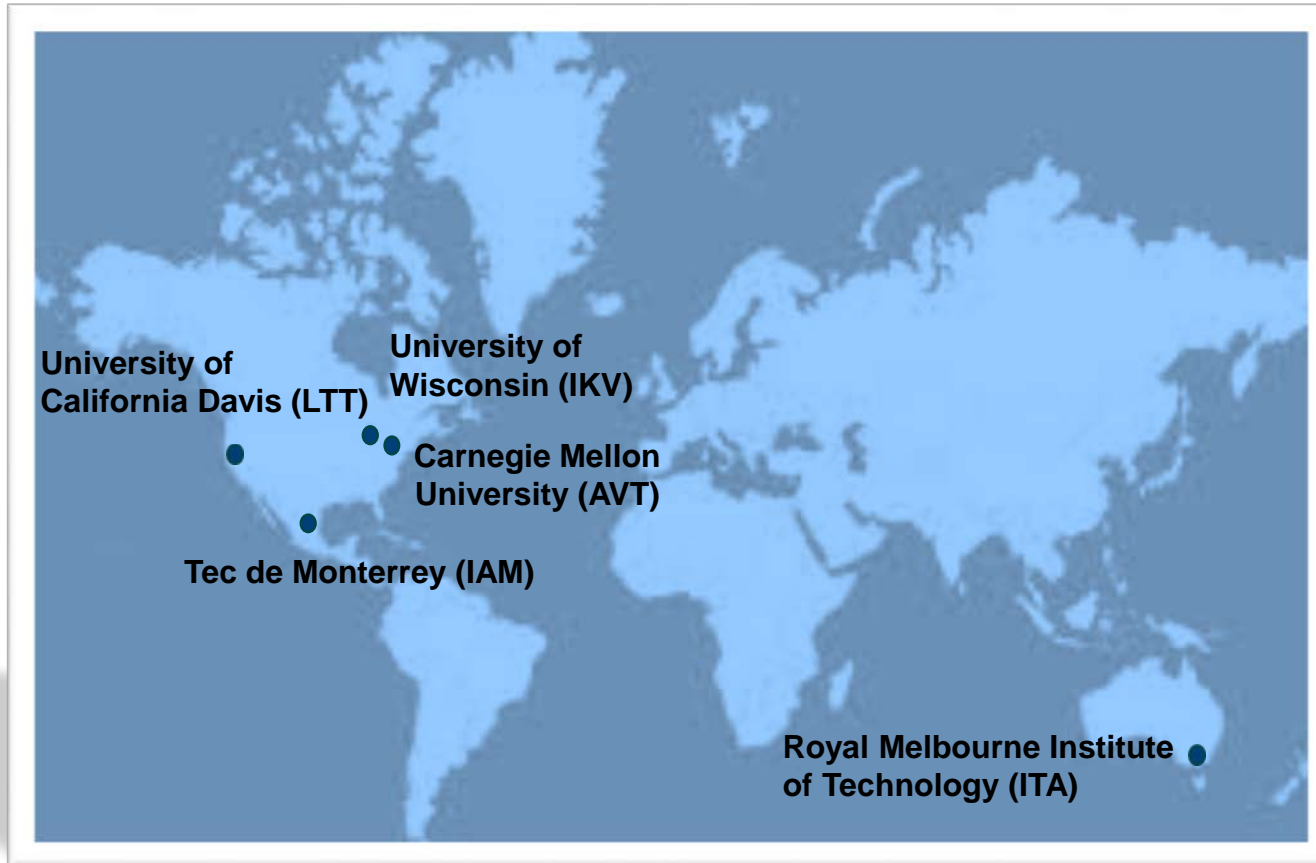 University of
California Davis (LTT)
University of
Wisconsin (IKV)
Carnegie Mellon
University (AVT)
Tec de Monterrey (IAM)
Royal Melbourne Institute
of Technology (ITA)